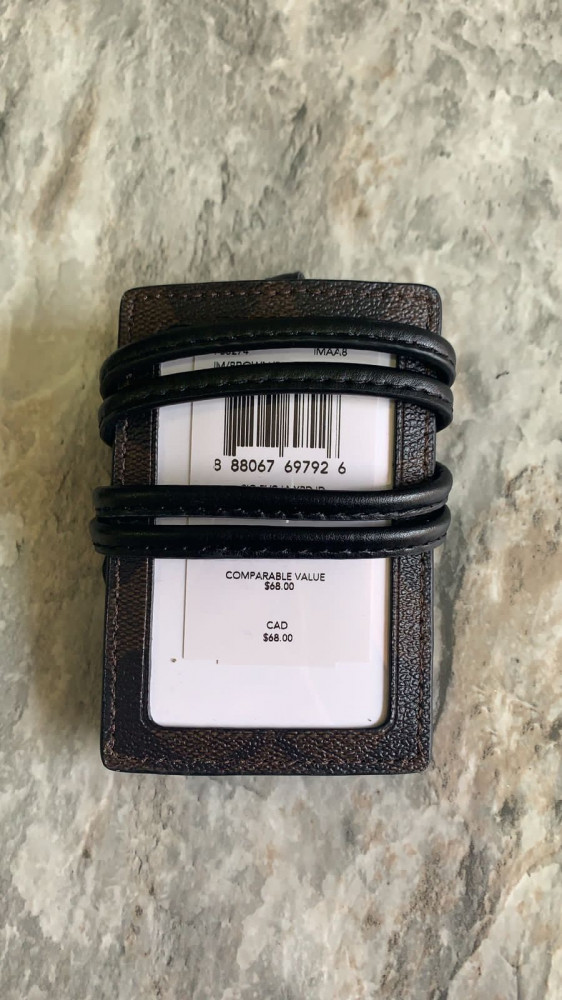 IMAA8
8 88067 69792 6
COMPARABLE VALUE
$68.00
CAD
$68.00